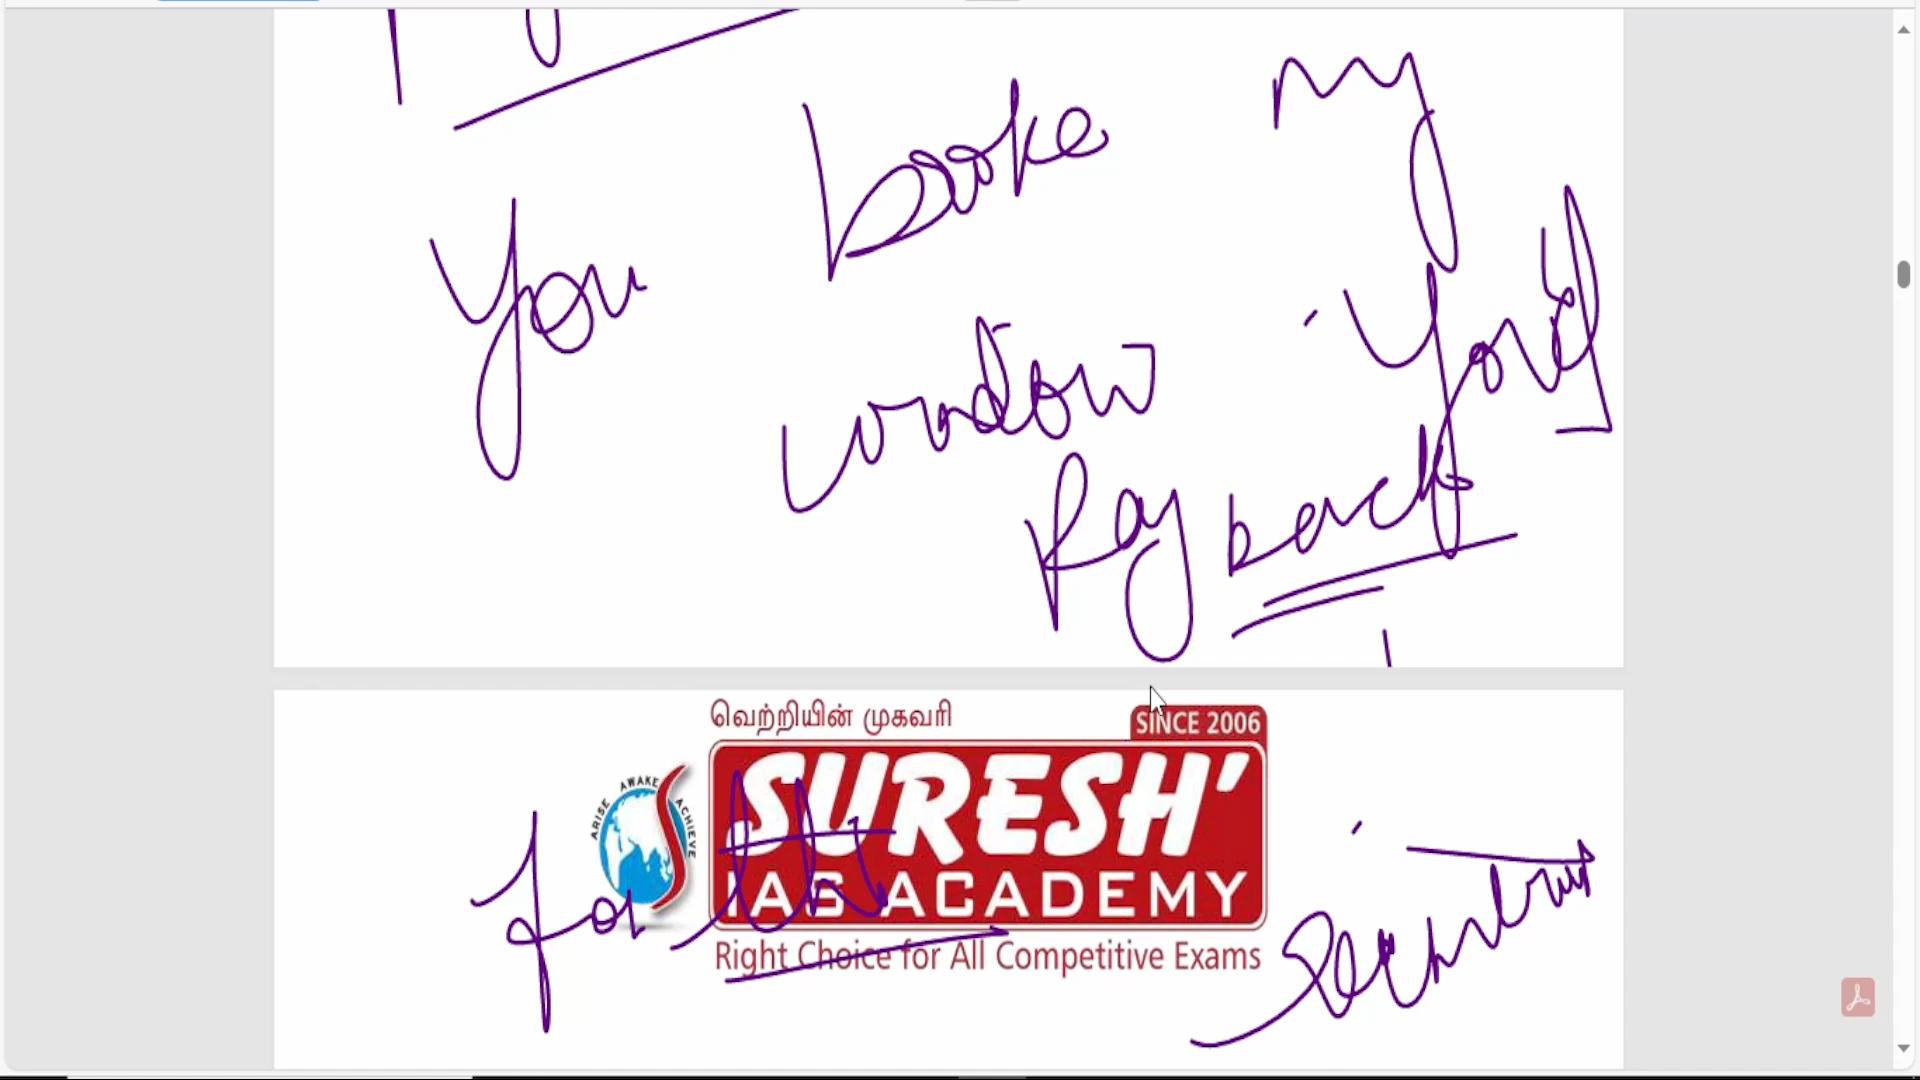 You broke my
window
Pay back
வெற்றியின் முகவரி
SINCE 2006
ARISE AWAKE ACHIEVE
SURESH'
IAS ACADEMY
Right Choice for All Competitive Exams
for